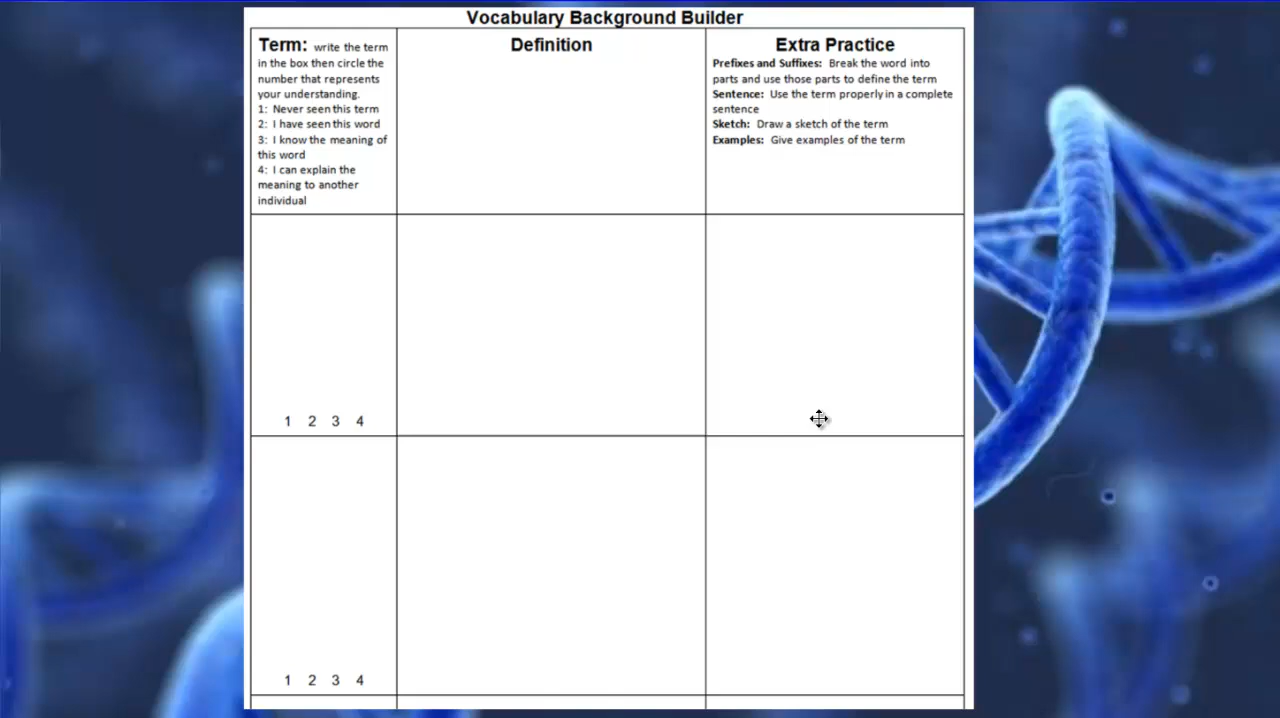 Vocabulary Background Builder
Term: write the term
in the box then circle the
number that represents
your understanding.
1: Never seen this term
2: I have seen this word
3: I know the meaning of
this word
4: I can explain the
meaning to another
individual
Definition
Extra Practice
Prefixes and Suffixes: Break the word into
parts and use those parts to define the term
Sentence: Use the term properly in a complete
sentence
Sketch: Draw a sketch of the term
Examples: Give examples of the term
1 2 3 4
1 2 3 4